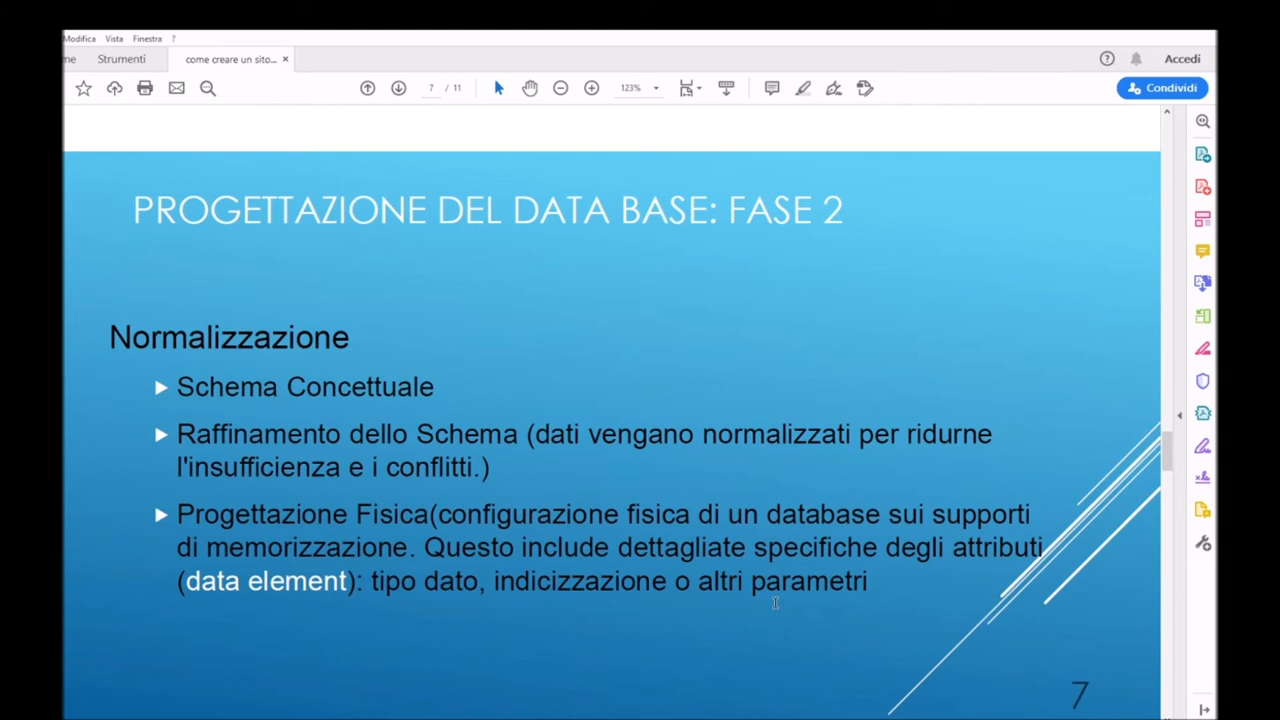 Modifica Vista Finestra ?
me Strumenti come creare un sito... × Accedi
7 / 11 123% Condividi
PROGETTAZIONE DEL DATA BASE: FASE 2
Normalizzazione
Schema Concettuale
Raffinamento dello Schema (dati vengano normalizzati per ridurne
l'insufficienza e i conflitti.)
Progettazione Fisica(configurazione fisica di un database sui supporti
di memorizzazione. Questo include dettagliate specifiche degli attributi
(data element): tipo dato, indicizzazione o altri parametri
7